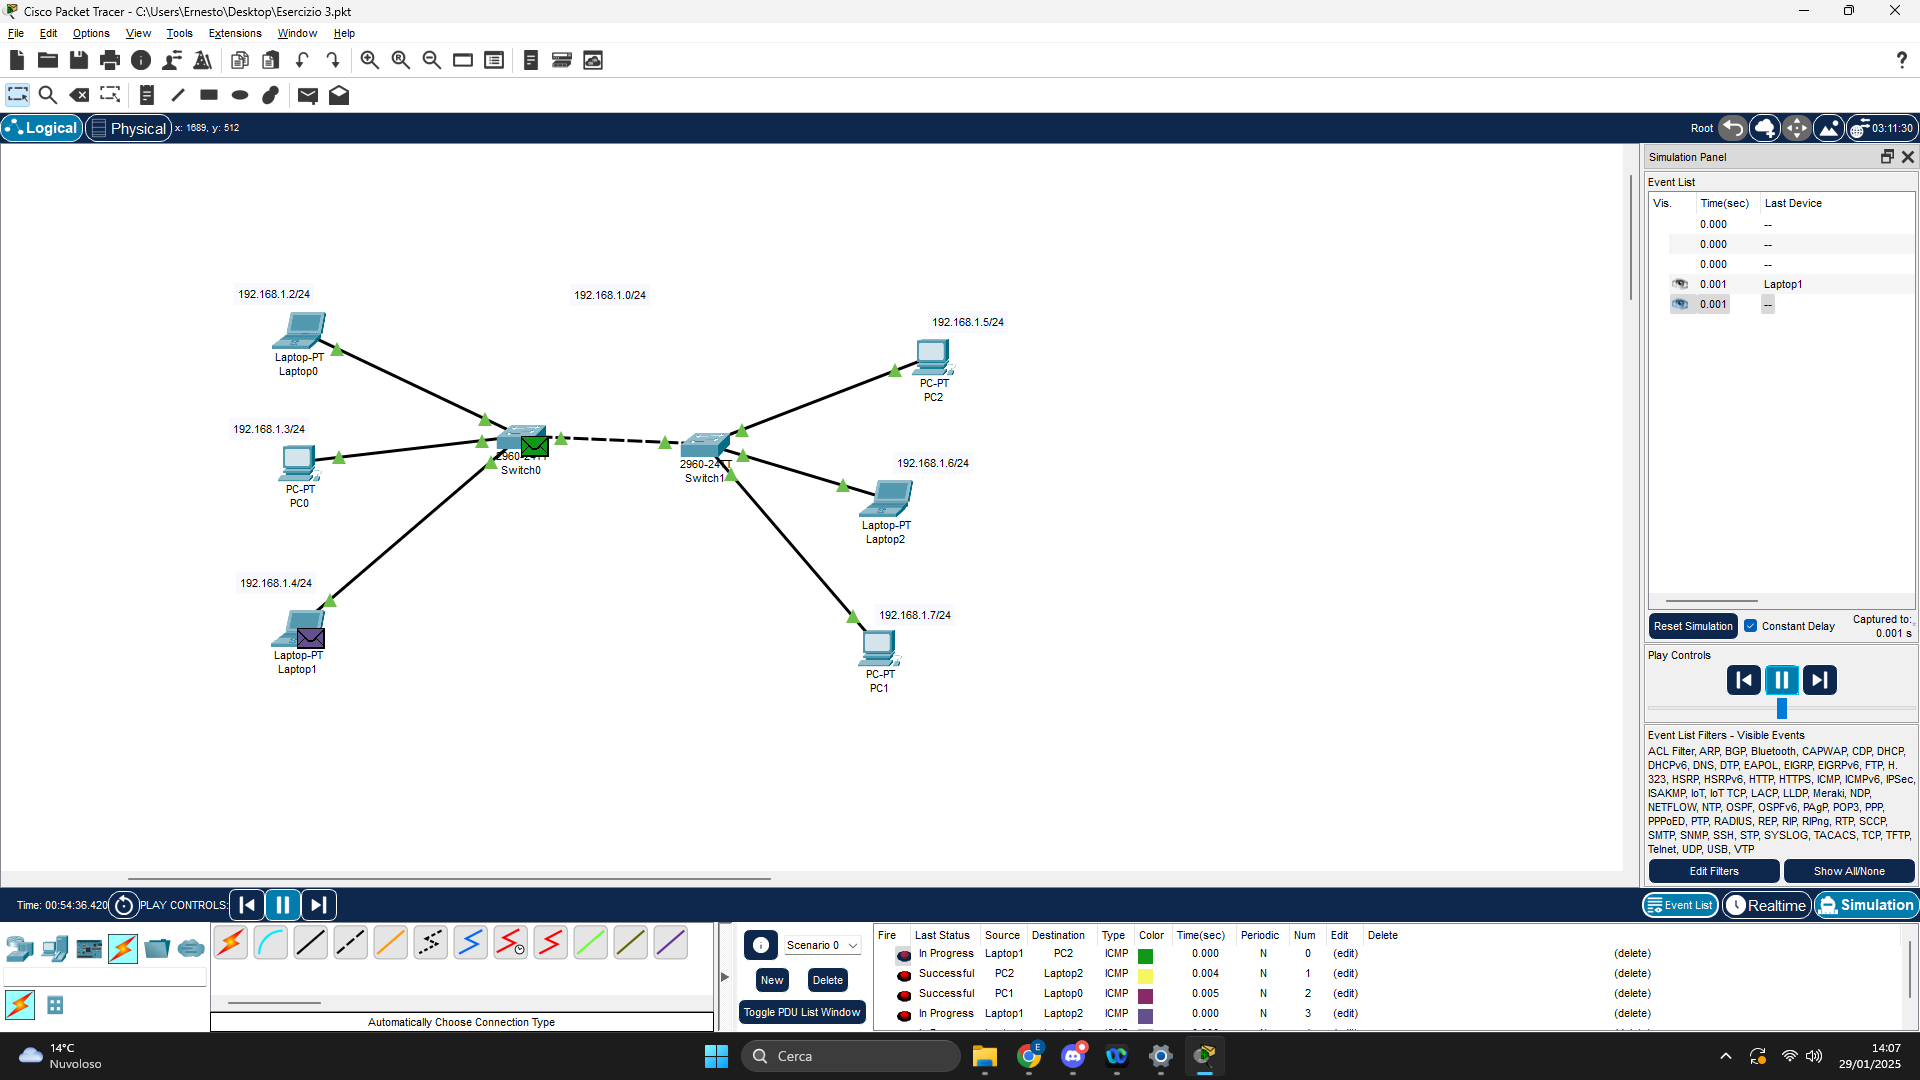 Cisco Packet Tracer - C:\Users\Ernesto\Desktop\Esercizio 3.pkt
File Edit Options View Tools Extensions Window Help
Logical Physical x: 1689, y: 512
Root 03:11:30
Simulation Panel
Event List
Vis. Time(sec) Last Device
0.000 --
0.000 --
0.000 --
0.001 Laptop1
0.001 --
192.168.1.2/24
Laptop-PT
Laptop0
192.168.1.0/24
192.168.1.3/24
PC-PT
PC0
192.168.1.4/24
Laptop-PT
Laptop1
2960-24TT
Switch0
2960-24TT
Switch1
192.168.1.5/24
PC-PT
PC2
192.168.1.6/24
Laptop-PT
Laptop2
192.168.1.7/24
PC-PT
PC1
Reset Simulation Constant Delay Captured to:
0.001 s
Play Controls
Event List Filters - Visible Events
ACL Filter, ARP, BGP, Bluetooth, CAPWAP, CDP, DHCP,
DHCPv6, DNS, DTP, EAPOL, EIGRP, EIGRPv6, FTP, H.
323, HSRP, HSRPv6, HTTP, HTTPS, ICMP, ICMPv6, IPSec,
ISAKMP, IoT, IoT TCP, LACP, LLDP, Meraki, NDP,
NETFLOW, NTP, OSPF, OSPFv6, PAgP, POP3, PPP,
PPPoED, PTP, RADIUS, REP, RIP, RIPng, RTP, SCCP,
SMTP, SNMP, SSH, STP, SYSLOG, TACACS, TCP, TFTP,
Telnet, UDP, USB, VTP
Edit Filters Show All/None
Time: 00:54:36.420 PLAY CONTROLS:
Event List Realtime Simulation
Automatically Choose Connection Type
Scenario 0
New Delete
Toggle PDU List Window
Fire Last Status Source Destination Type Color Time(sec) Periodic Num Edit Delete
In Progress Laptop1 PC2 ICMP 0.000 N 0 (edit) (delete)
Successful PC2 Laptop2 ICMP 0.004 N 1 (edit) (delete)
Successful PC1 Laptop0 ICMP 0.005 N 2 (edit) (delete)
In Progress Laptop1 Laptop2 ICMP 0.000 N 3 (edit) (delete)
14°C
Nuvoloso
Cerca
E
14:07
29/01/2025